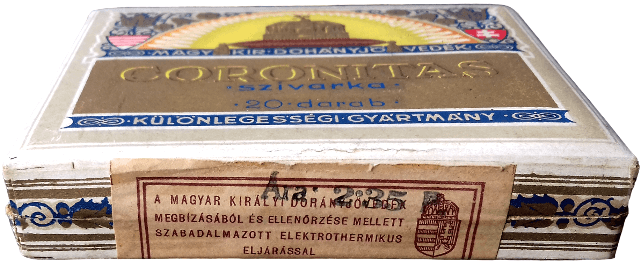 MAGY. KIR. DOHÁNYJÖVEDÉK
CORONITAS
szivarka
20 darab
KÜLÖNLEGESSÉGI GYÁRTMÁNY
Ára: 2:35 P
A MAGYAR KIRÁLYI DOHÁNYJÖVEDÉK
MEGBÍZÁSÁBÓL ÉS ELLENŐRZÉSE MELLETT
SZABADALMAZOTT ELEKTROTHERMIKUS
ELJÁRÁSSAL